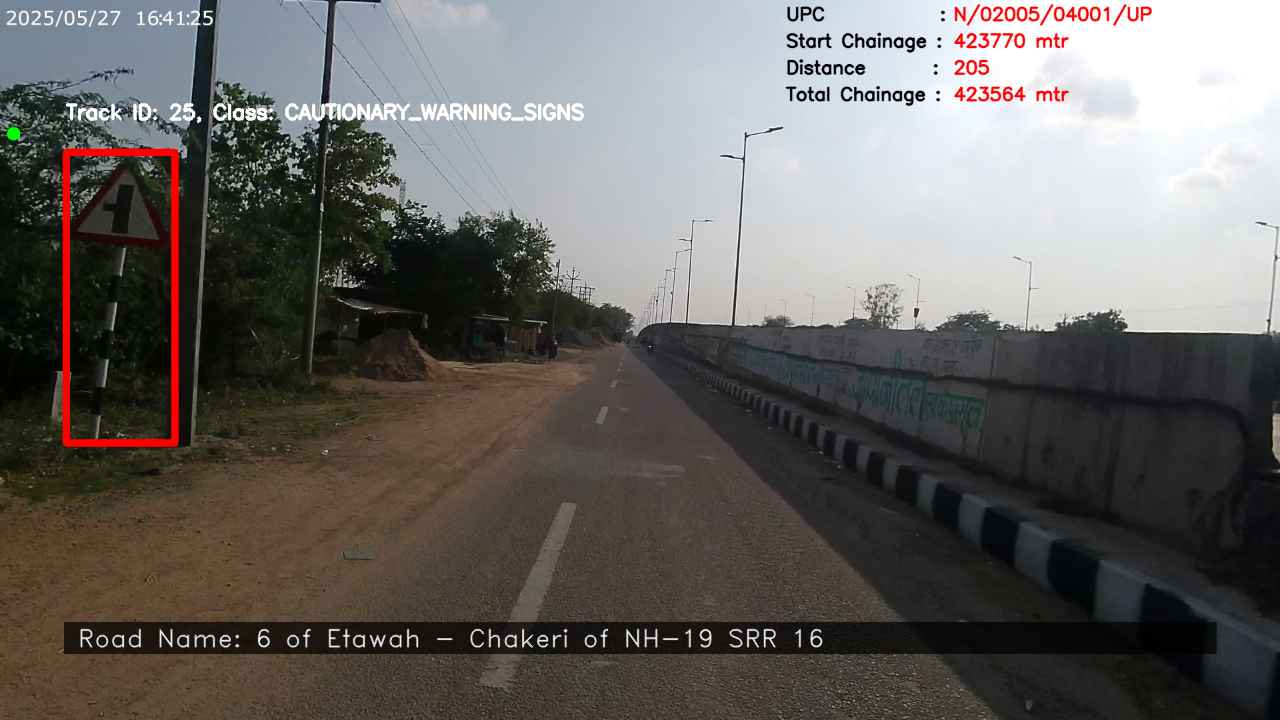 2025/05/27 16:41:25
UPC : N/02005/04001/UP
Start Chainage : 423770 mtr
Distance : 205
Total Chainage : 423564 mtr
Track ID: 25, Class: CAUTIONARY_WARNING_SIGNS
Road Name: 6 of Etawah - Chakeri of NH-19 SRR 16